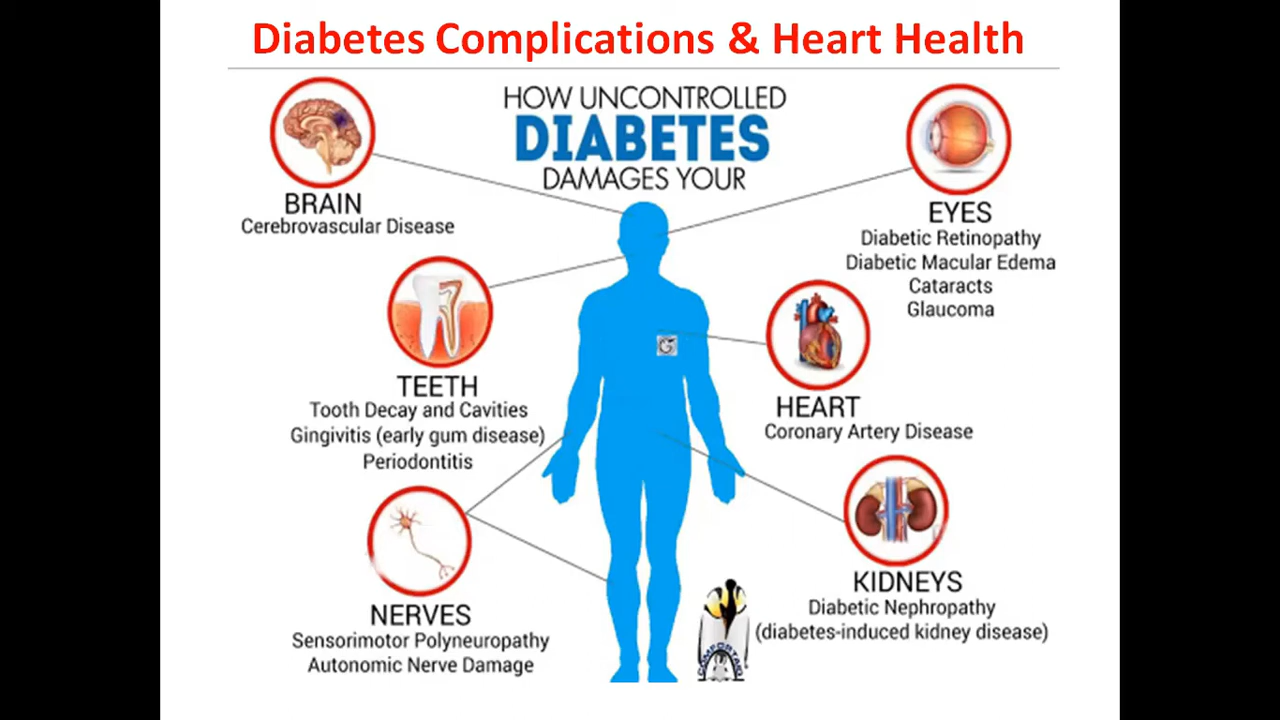 Diabetes Complications & Heart Health
HOW UNCONTROLLED
DIABETES
DAMAGES YOUR
BRAIN
Cerebrovascular Disease
EYES
Diabetic Retinopathy
Diabetic Macular Edema
Cataracts
Glaucoma
TEETH
Tooth Decay and Cavities
Gingivitis (early gum disease)
Periodontitis
HEART
Coronary Artery Disease
NERVES
Sensorimotor Polyneuropathy
Autonomic Nerve Damage
KIDNEYS
Diabetic Nephropathy
(diabetes-induced kidney disease)